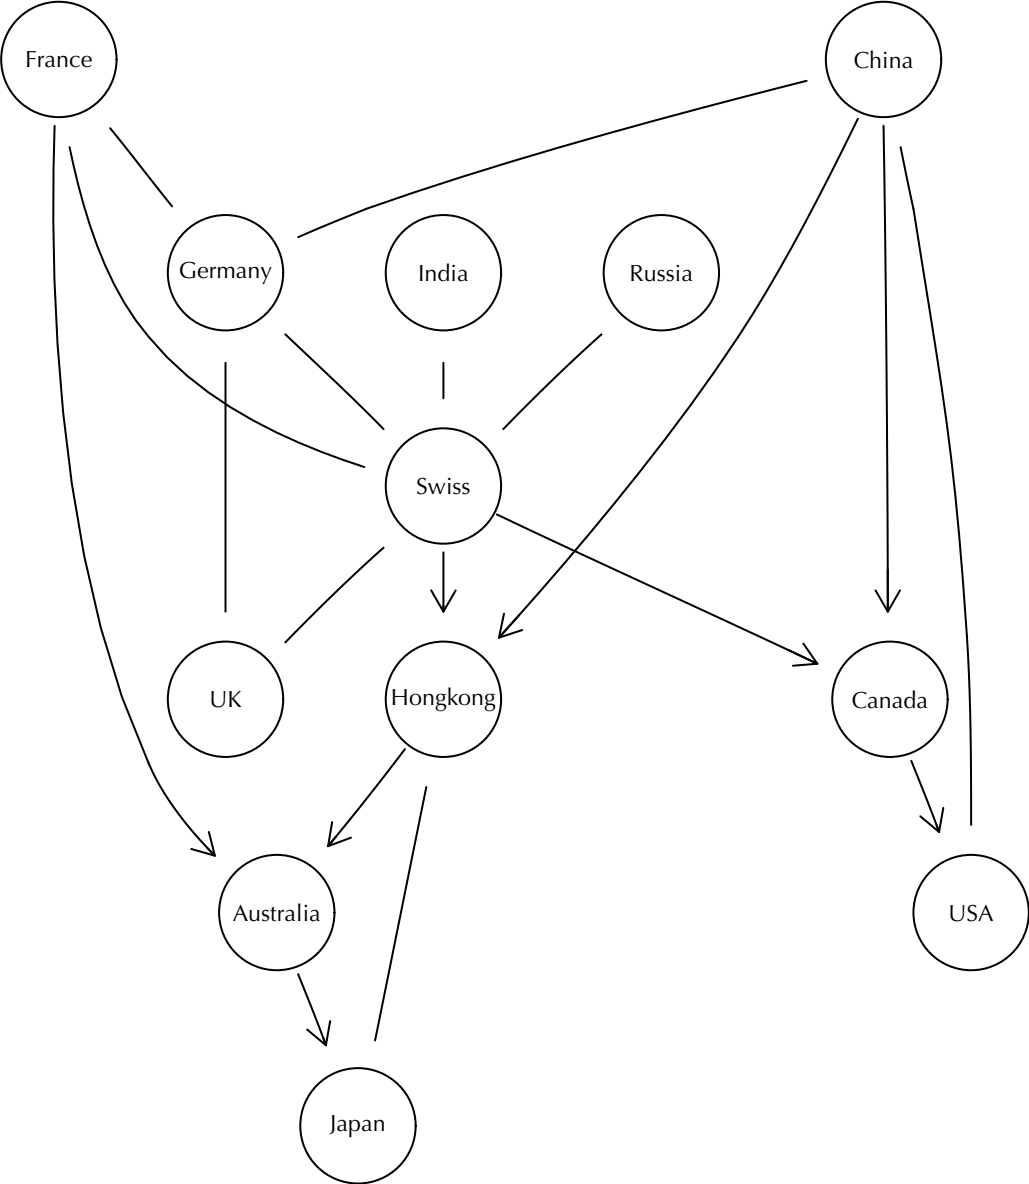 France
China
Germany
India
Russia
Swiss
UK
Hongkong
Canada
Australia
USA
Japan